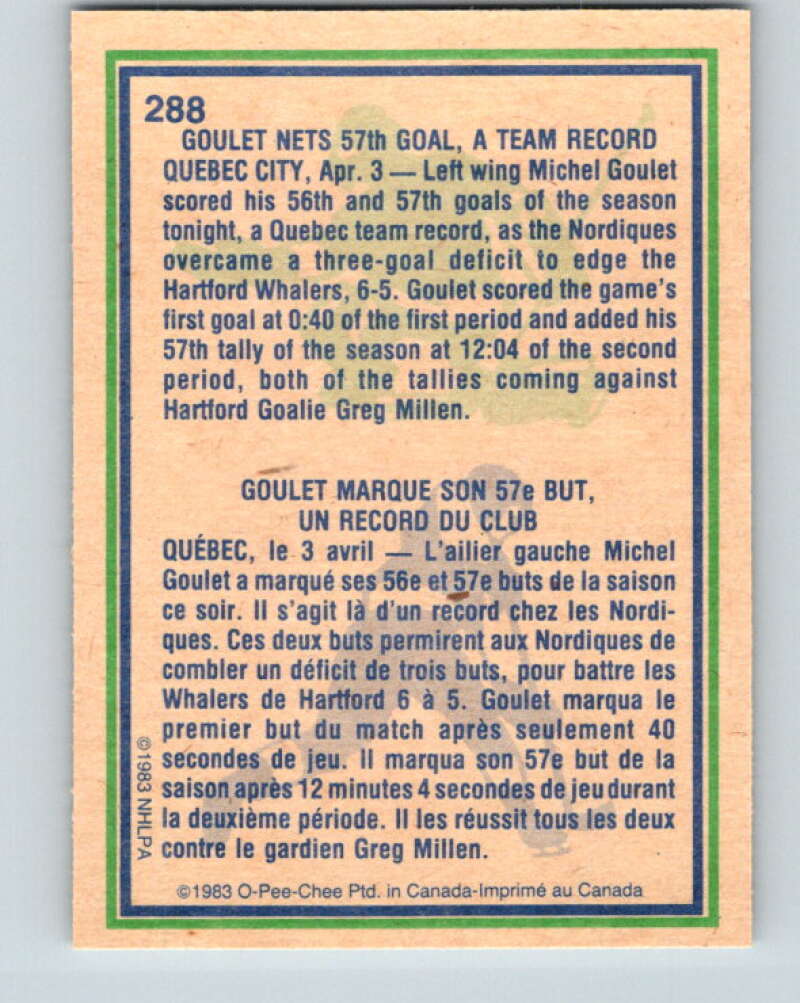 288
GOULET NETS 57th GOAL, A TEAM RECORD
QUEBEC CITY, Apr. 3 — Left wing Michel Goulet
scored his 56th and 57th goals of the season
tonight, a Quebec team record, as the Nordiques
overcame a three-goal deficit to edge the
Hartford Whalers, 6-5. Goulet scored the game's
first goal at 0:40 of the first period and added his
57th tally of the season at 12:04 of the second
period, both of the tallies coming against
Hartford Goalie Greg Millen.
GOULET MARQUE SON 57e BUT,
UN RECORD DU CLUB
QUÉBEC, le 3 avril — L'ailier gauche Michel
Goulet a marqué ses 56e et 57e buts de la saison
ce soir. Il s'agit là d'un record chez les Nordi-
ques. Ces deux buts permirent aux Nordiques de
combler un déficit de trois buts, pour battre les
Whalers de Hartford 6 à 5. Goulet marqua le
premier but du match après seulement 40
secondes de jeu. Il marqua son 57e but de la
saison après 12 minutes 4 secondes de jeu durant
la deuxième période. Il les réussit tous les deux
contre le gardien Greg Millen.
©1983 NHLPA
©1983 O-Pee-Chee Ptd. in Canada-Imprimé au Canada